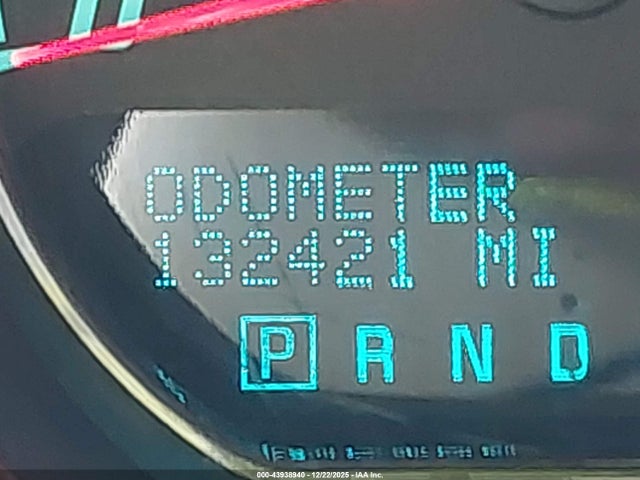 ODOMETER
132421 MI
P R N D
000-43938940 - 12/22/2025 - IAA Inc.